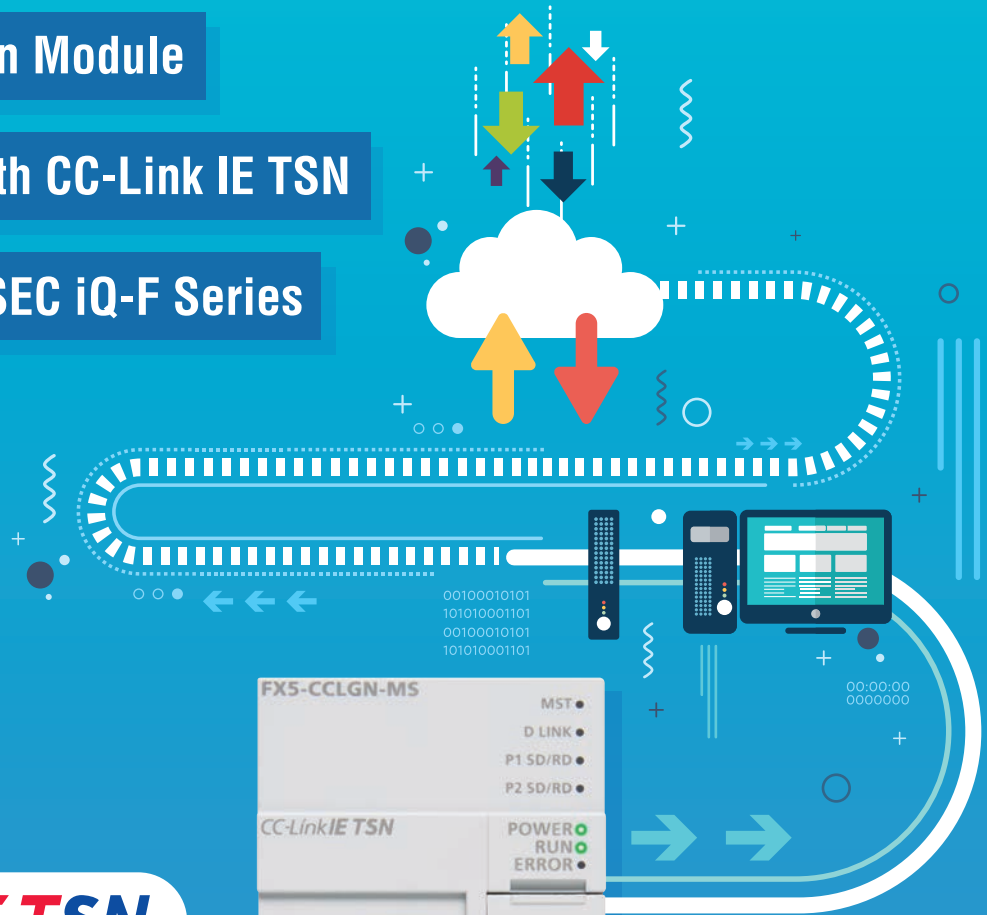 n Module
th CC-Link IE TSN
SEC iQ-F Series
00100010101
101010001101
00100010101
101010001101
00:00:00
0000000
FX5-CCLGN-MS
MST
D LINK
P1 SD/RD
P2 SD/RD
CC-Link IE TSN
POWER
RUN
ERROR
TSN